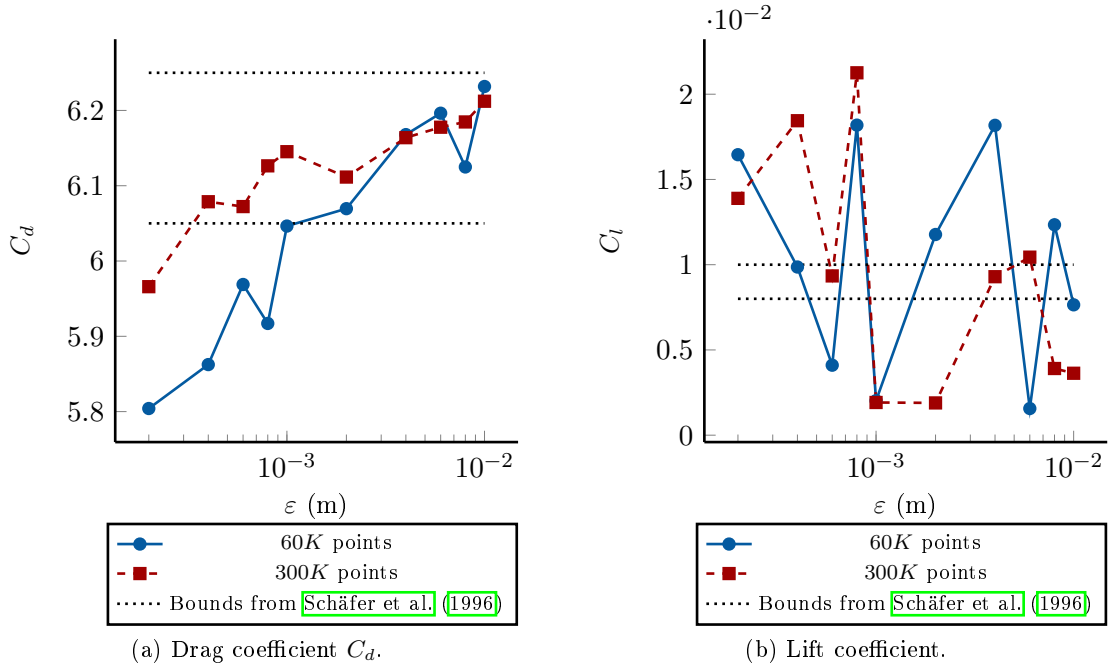 6.2
6.1
6
5.9
5.8
C_d
10^{-3}
10^{-2}
ε (m)
60K points
300K points
Bounds from Schäfer et al. (1996)
(a) Drag coefficient C_d.
·10^{-2}
2
1.5
1
0.5
0
C_l
10^{-3}
10^{-2}
ε (m)
60K points
300K points
Bounds from Schäfer et al. (1996)
(b) Lift coefficient.